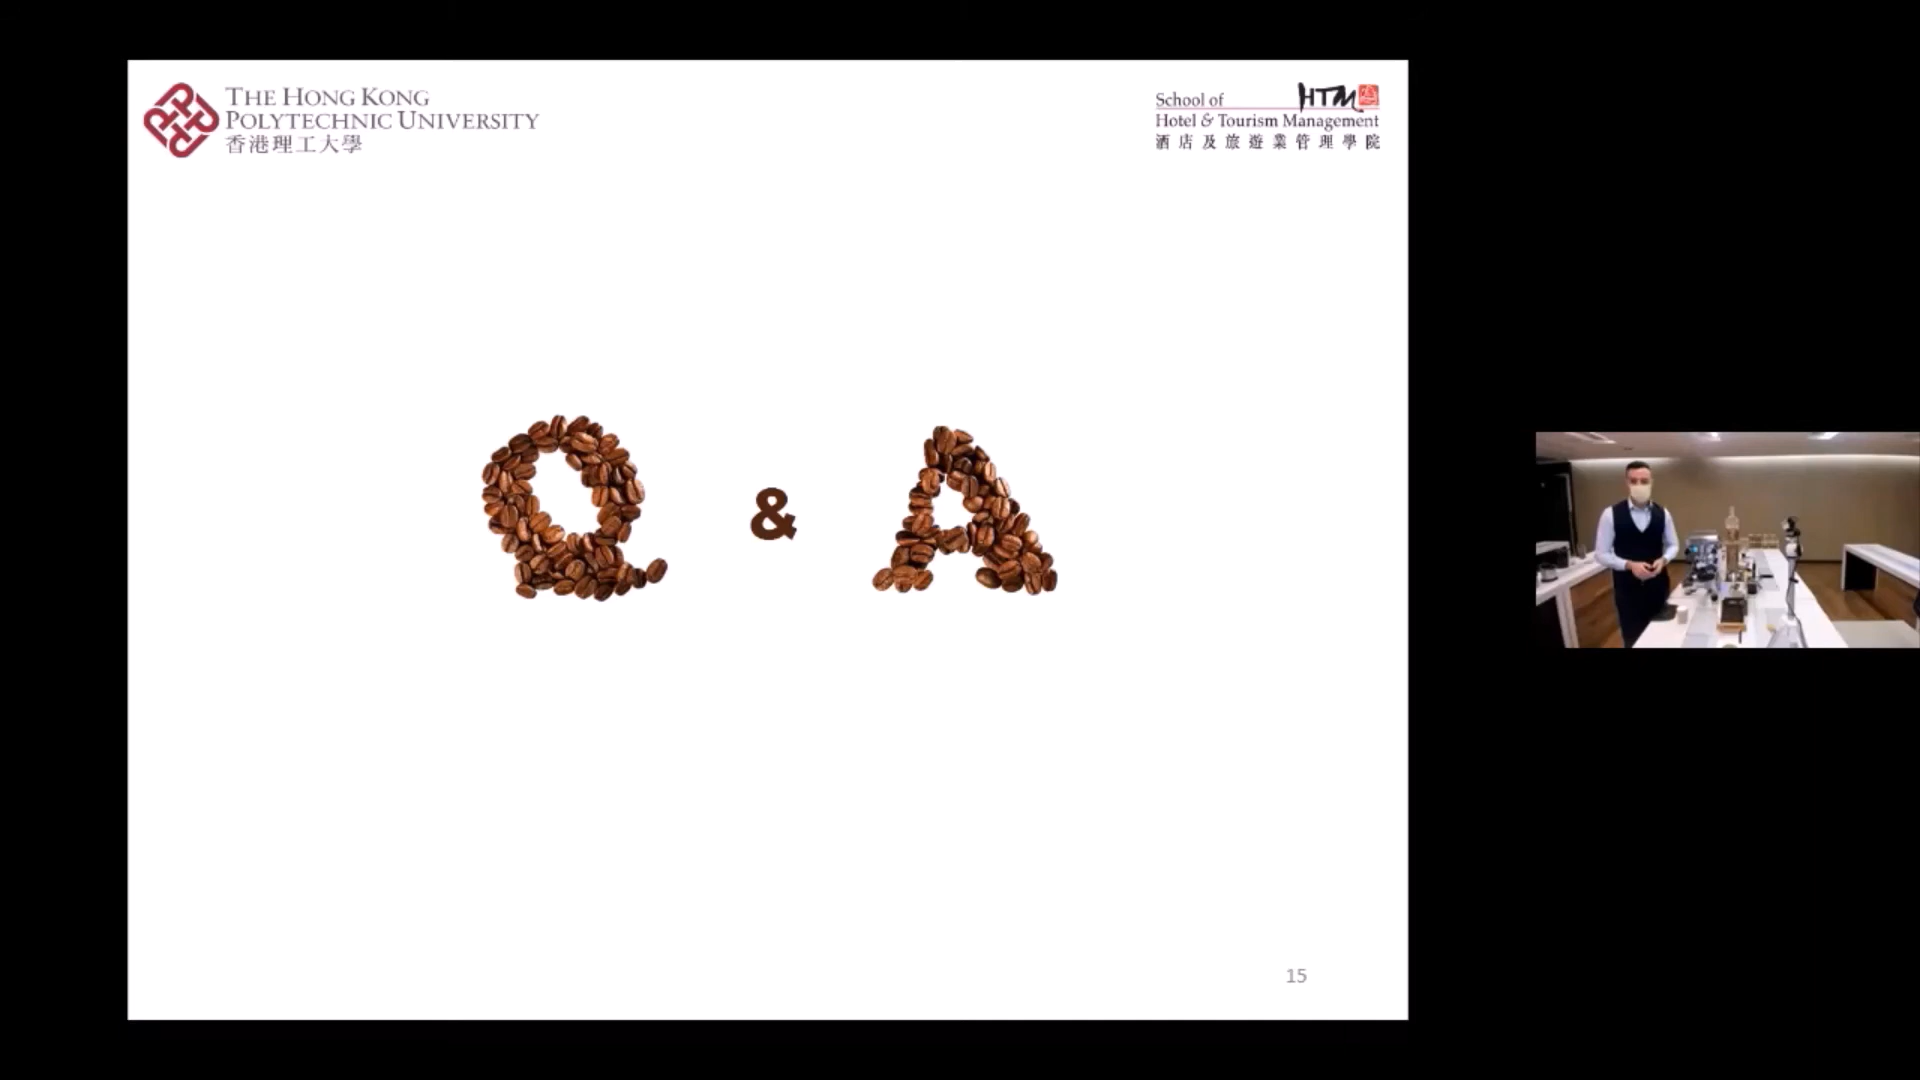 THE HONG KONG
POLYTECHNIC UNIVERSITY
香港理工大學
School of
HTM
Hotel & Tourism Management
酒店及旅遊業管理學院
Q & A
15